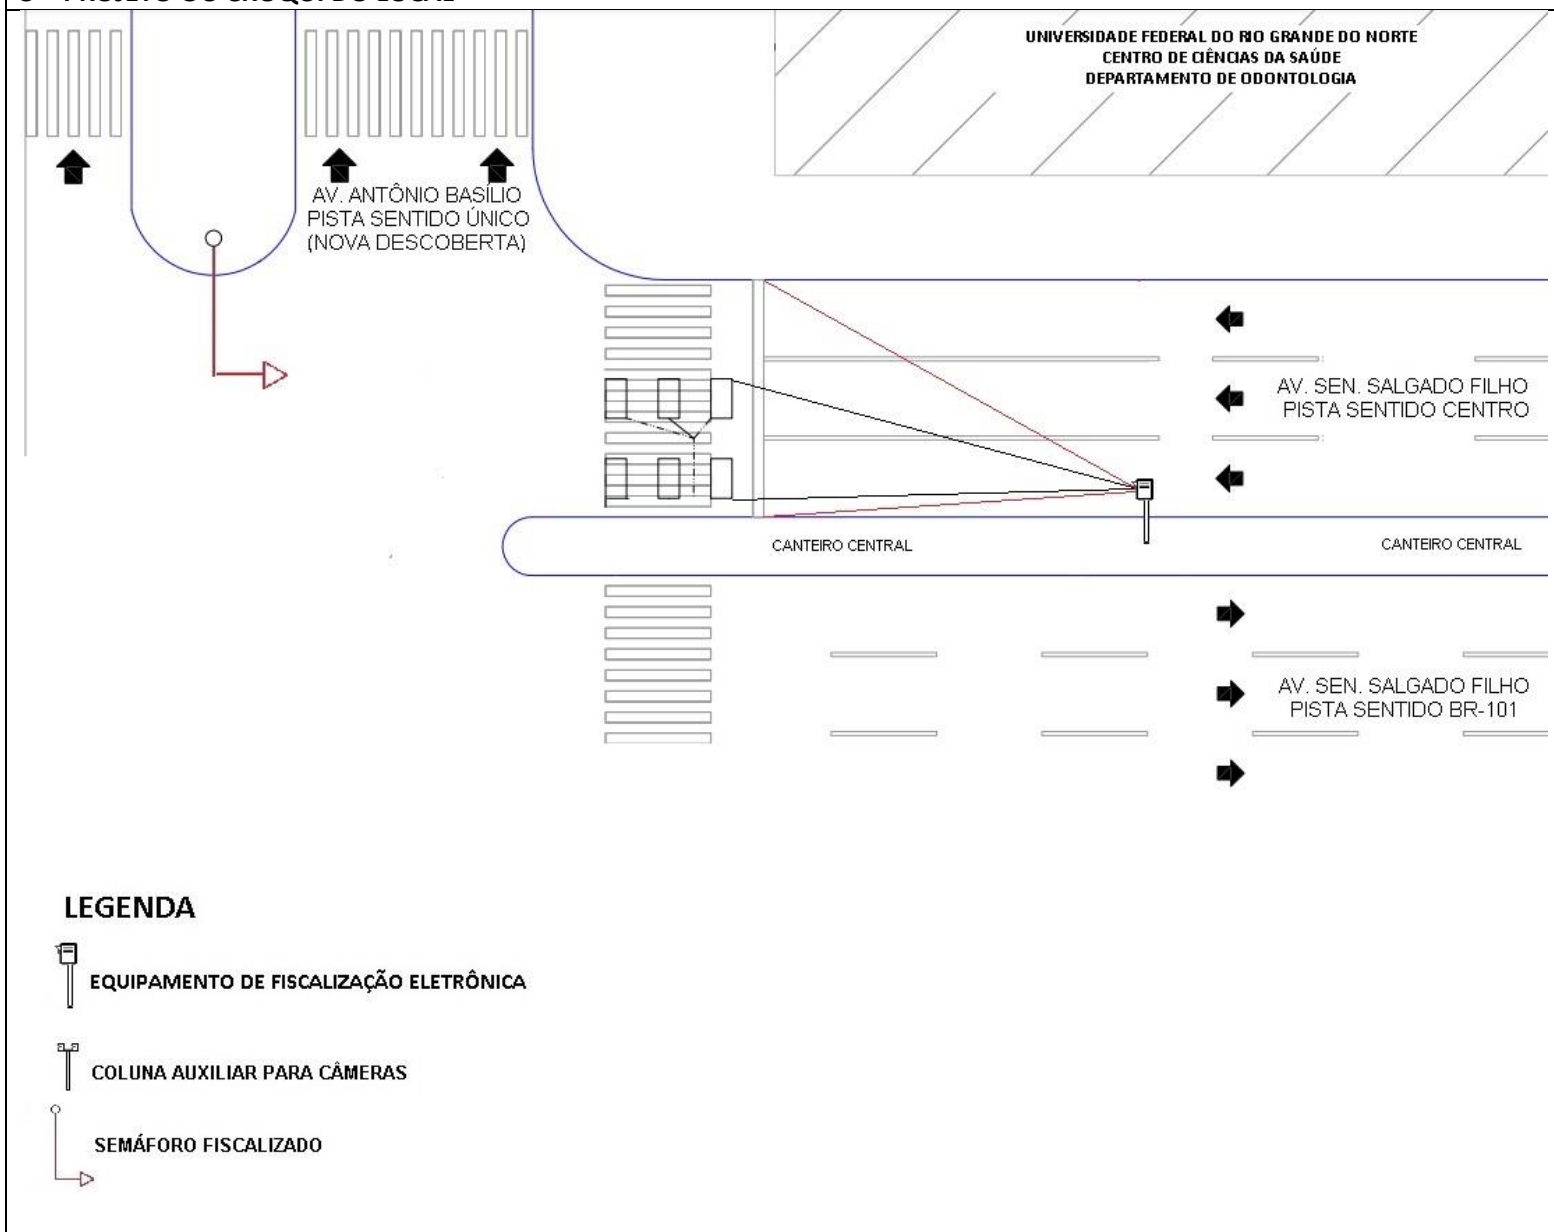 UNIVERSIDADE FEDERAL DO RIO GRANDE DO NORTE
CENTRO DE CIÊNCIAS DA SAÚDE
DEPARTAMENTO DE ODONTOLOGIA
AV. ANTÔNIO BASÍLIO
PISTA SENTIDO ÚNICO
(NOVA DESCOBERTA)
AV. SEN. SALGADO FILHO
PISTA SENTIDO CENTRO
CANTEIRO CENTRAL
CANTEIRO CENTRAL
AV. SEN. SALGADO FILHO
PISTA SENTIDO BR-101
LEGENDA
EQUIPAMENTO DE FISCALIZAÇÃO ELETRÔNICA
COLUNA AUXILIAR PARA CÂMERAS
SEMÁFORO FISCALIZADO